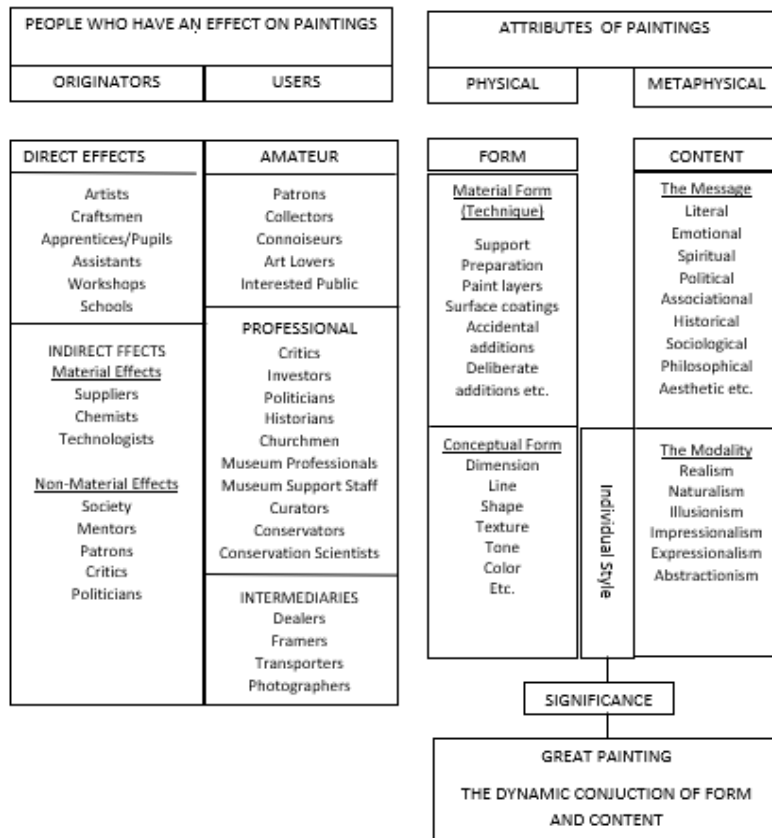 PEOPLE WHO HAVE AN EFFECT ON PAINTINGS
ORIGINATORS
USERS
DIRECT EFFECTS
Artists
Craftsmen
Apprentices/Pupils
Assistants
Workshops
Schools
INDIRECT FFECTS
Material Effects
Suppliers
Chemists
Technologists
Non-Material Effects
Society
Mentors
Patrons
Critics
Politicians
AMATEUR
Patrons
Collectors
Connoiseurs
Art Lovers
Interested Public
PROFESSIONAL
Critics
Investors
Politicians
Historians
Churchmen
Museum Professionals
Museum Support Staff
Curators
Conservators
Conservation Scientists
INTERMEDIARIES
Dealers
Framers
Transporters
Photographers
ATTRIBUTES OF PAINTINGS
PHYSICAL
METAPHYSICAL
FORM
Material Form
(Technique)
Support
Preparation
Paint layers
Surface coatings
Accidental
additions
Deliberate
additions etc.
Conceptual Form
Dimension
Line
Shape
Texture
Tone
Color
Etc.
Individual Style
CONTENT
The Message
Literal
Emotional
Spiritual
Political
Associational
Historical
Sociological
Philosophical
Aesthetic etc.
The Modality
Realism
Naturalism
Illusionism
Impressionalism
Expressionalism
Abstractionism
SIGNIFICANCE
GREAT PAINTING
THE DYNAMIC CONJUCTION OF FORM
AND CONTENT